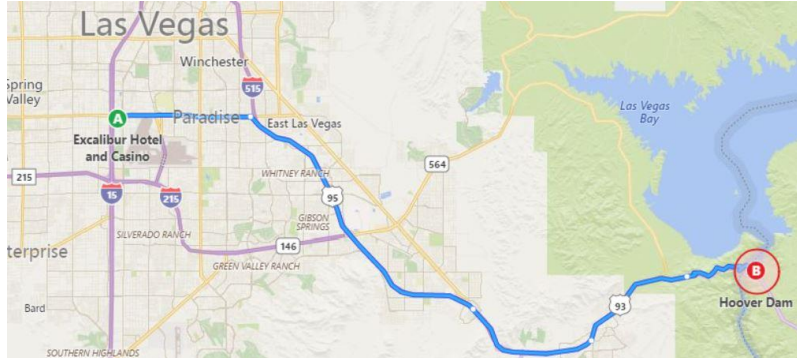 Las Vegas
Winchester
Spring
Valley
515
Las Vegas
Bay
A
Paradise
East Las Vegas
Excalibur Hotel
and Casino
564
215
WHITNEY RANCH
15
215
95
GIBSON
SPRINGS
SILVERADO RANCH
146
terprise
GREEN VALLEY RANCH
B
Hoover Dam
93
Bard
SOUTHERN HIGHLANDS